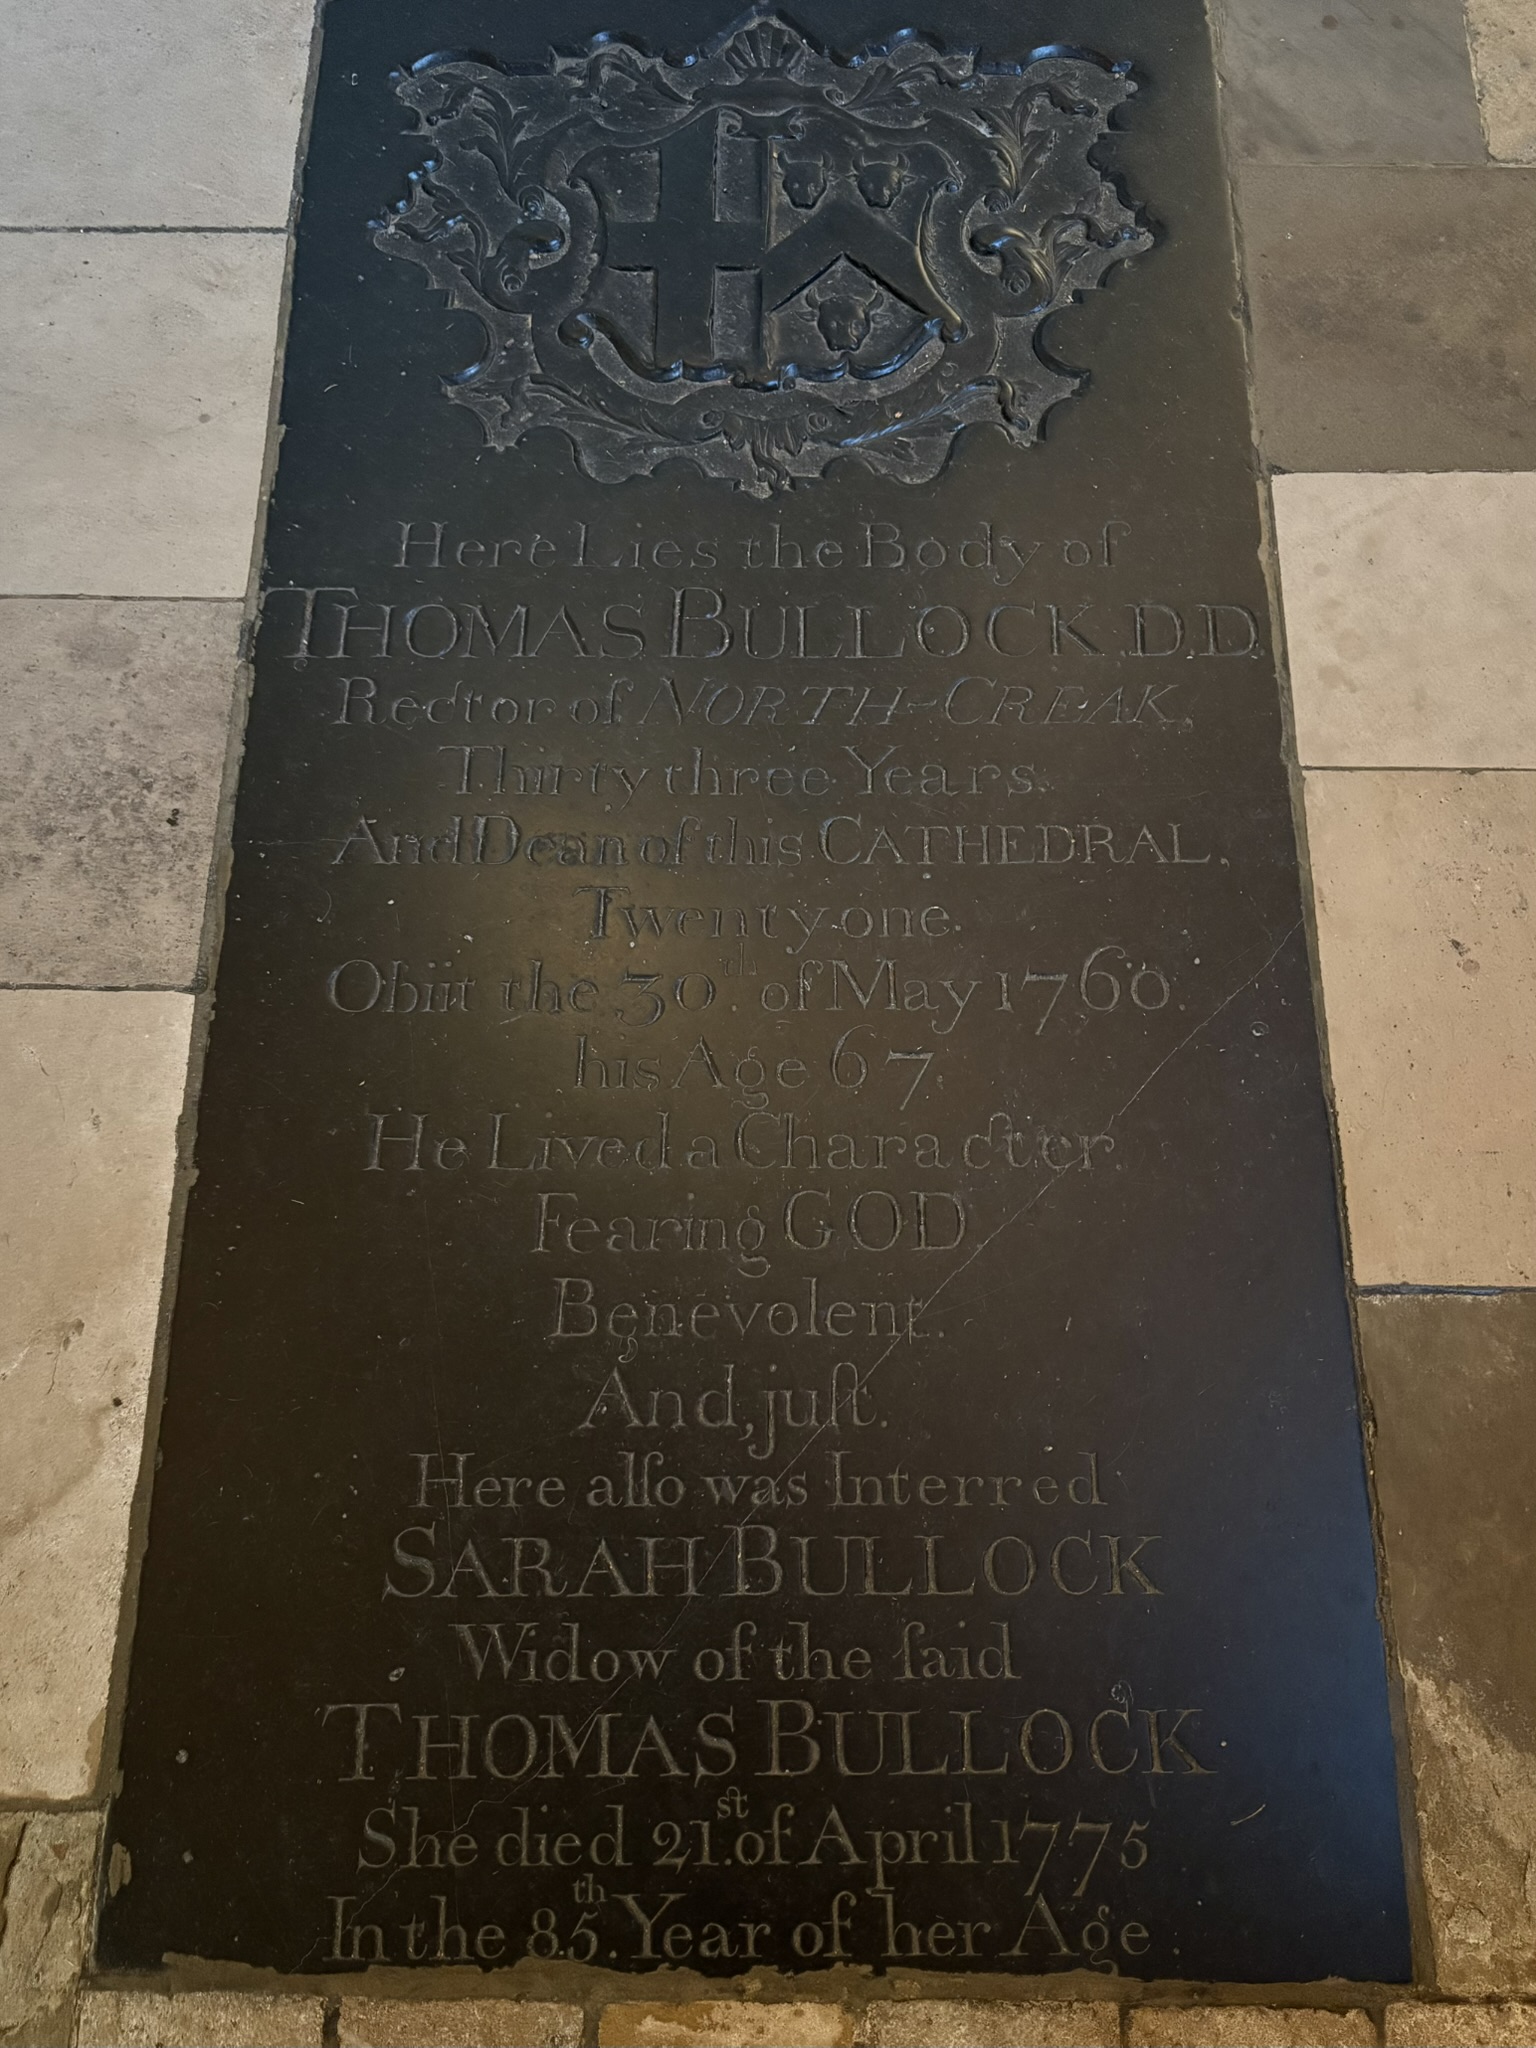 Here Lies the Body of
THOMAS BULLOCK D.D.
Rector of NORTH-CREAK,
Thirty three Years.
And Dean of this CATHEDRAL,
Twenty one.
Obiit the 30th. of May 1760.
his Age 67
He Lived a Character.
Fearing GOD.
Benevolent.
And, juſt.
Here alſo was Interred
SARAH BULLOCK
Widow of the ſaid
THOMAS BULLOCK
She died 21st. of April 1775
In the 85th. Year of her Age.